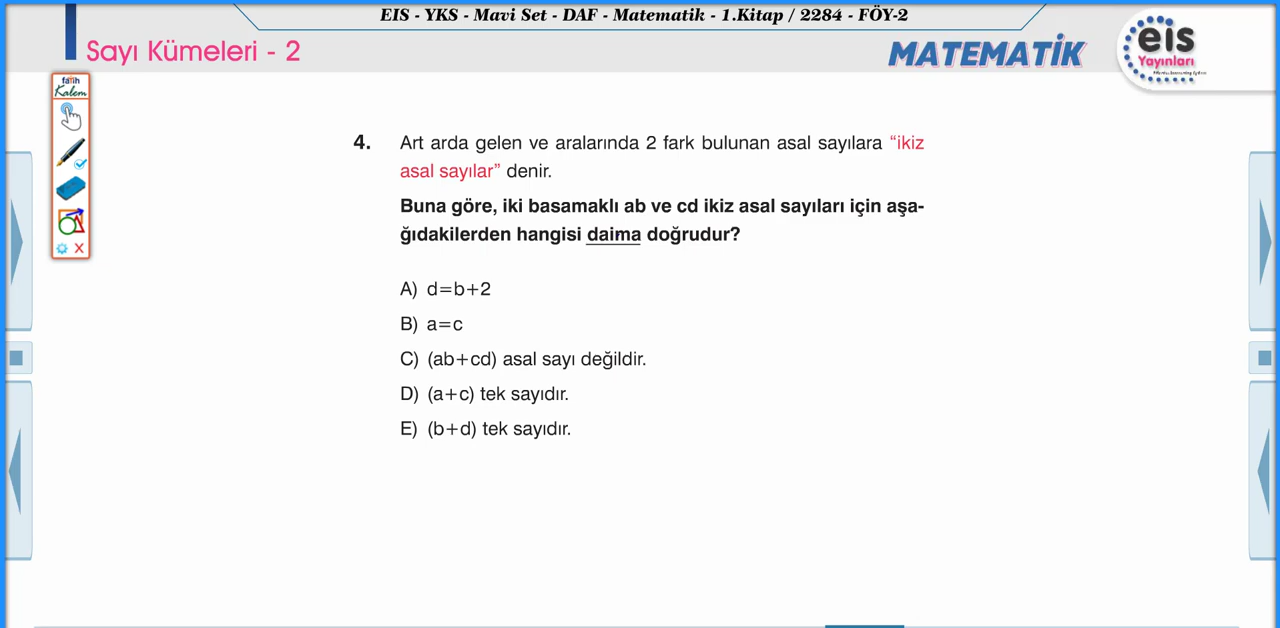 EIS - YKS - Mavi Set - DAF - Matematik - 1.Kitap / 2284 - FÖY-2
Sayı Kümeleri - 2
MATEMATİK
eis
Yayınları
fatih
Kalem
4. Art arda gelen ve aralarında 2 fark bulunan asal sayılara “ikiz
asal sayılar” denir.
Buna göre, iki basamaklı ab ve cd ikiz asal sayıları için aşa-
ğıdakilerden hangisi daima doğrudur?
A) d=b+2
B) a=c
C) (ab+cd) asal sayı değildir.
D) (a+c) tek sayıdır.
E) (b+d) tek sayıdır.